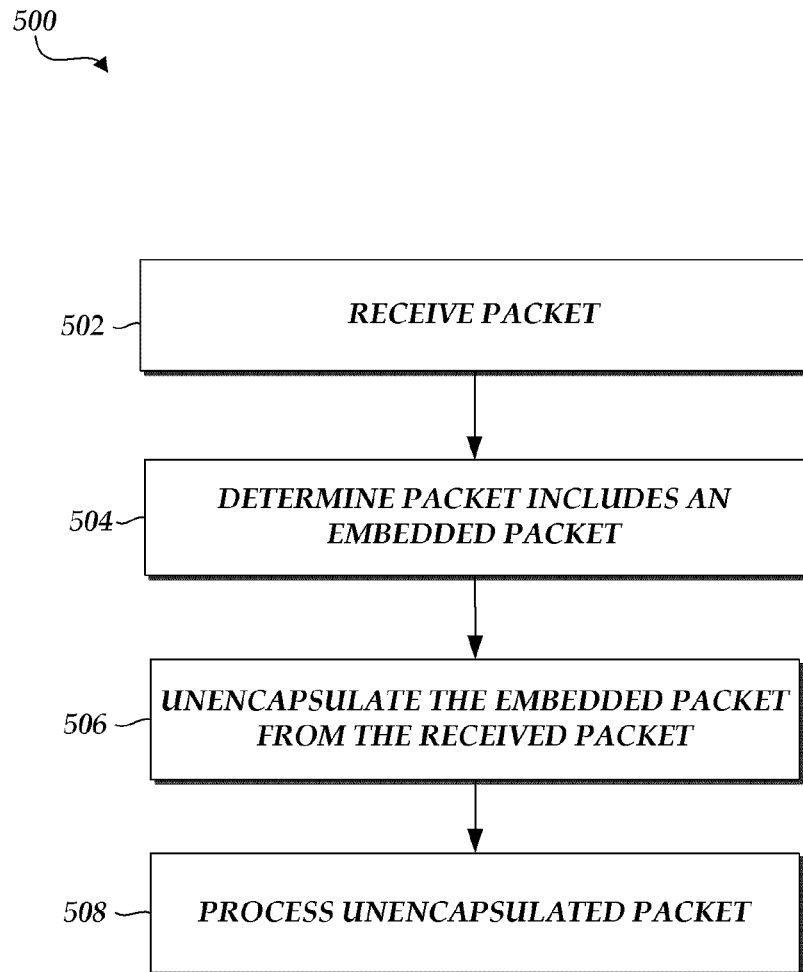 500
502
RECEIVE PACKET
504
DETERMINE PACKET INCLUDES AN
EMBEDDED PACKET
506
UNENCAPSULATE THE EMBEDDED PACKET
FROM THE RECEIVED PACKET
508
PROCESS UNENCAPSULATED PACKET